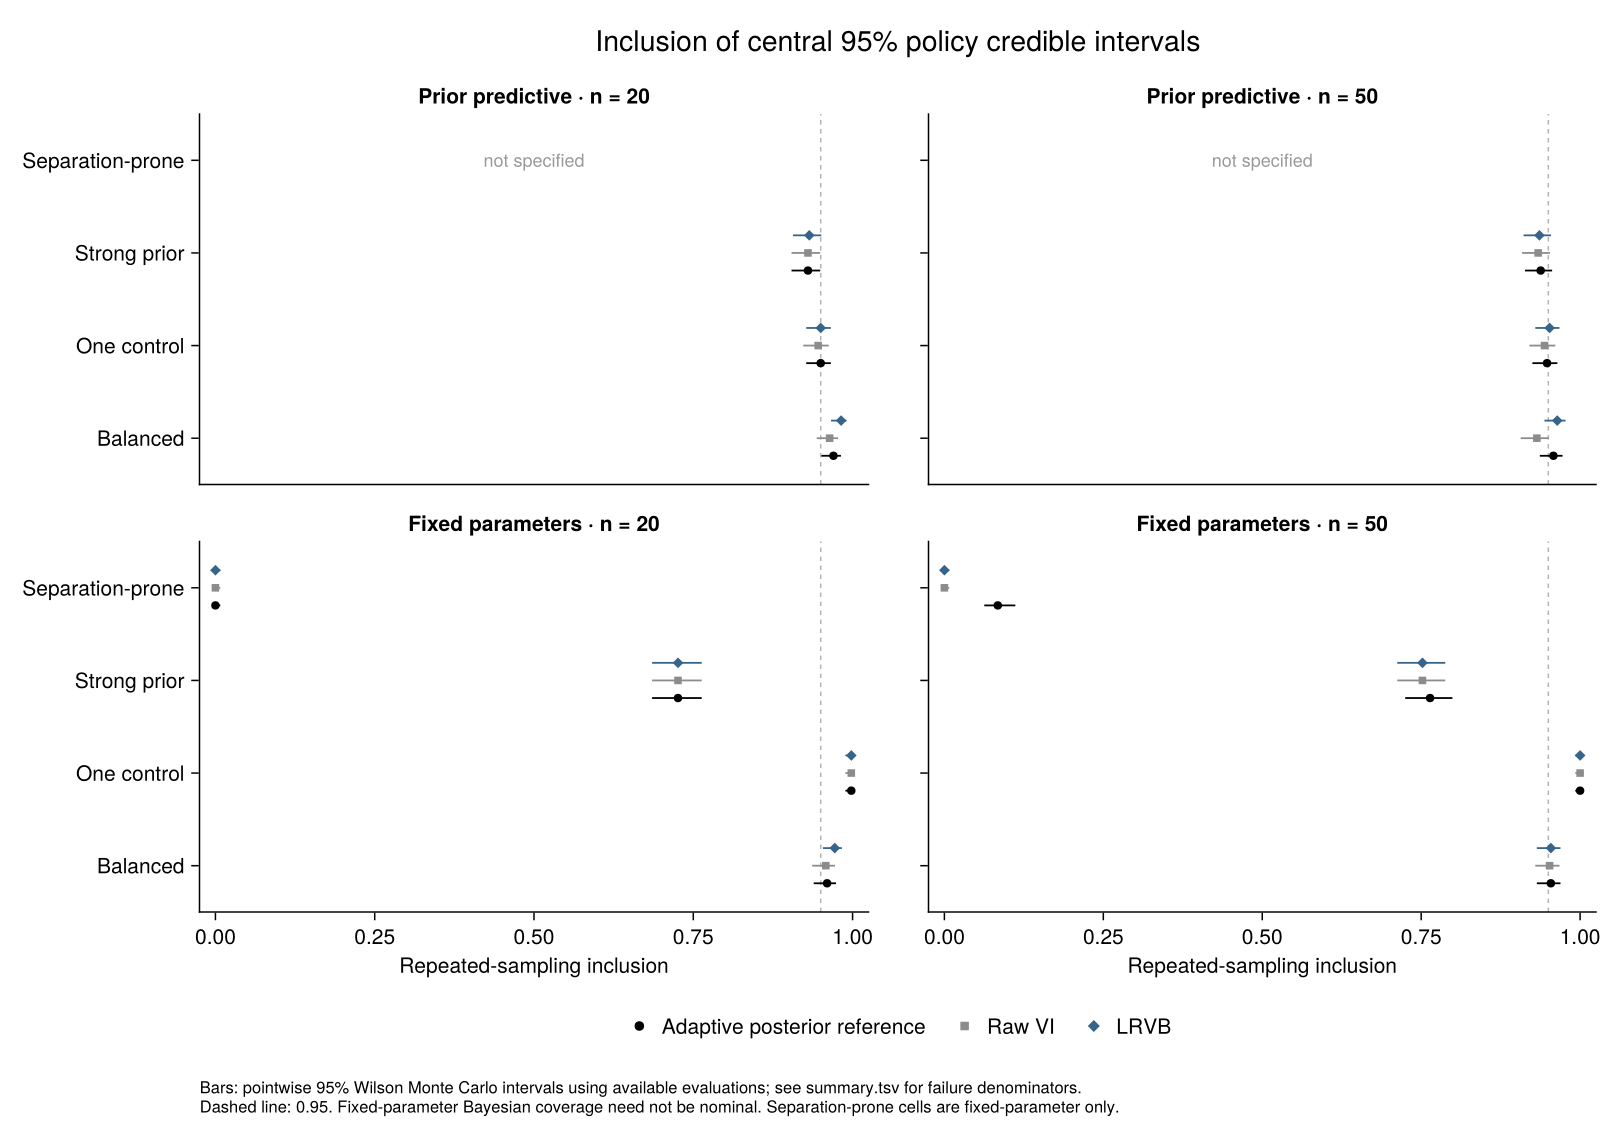 Inclusion of central 95% policy credible intervals
Prior predictive · n = 20
Prior predictive · n = 50
Separation-prone
not specified
not specified
Strong prior
One control
Balanced
Fixed parameters · n = 20
Fixed parameters · n = 50
Separation-prone
Strong prior
One control
Balanced
0.00 0.25 0.50 0.75 1.00
0.00 0.25 0.50 0.75 1.00
Repeated-sampling inclusion
Repeated-sampling inclusion
Adaptive posterior reference Raw VI LRVB
Bars: pointwise 95% Wilson Monte Carlo intervals using available evaluations; see summary.tsv for failure denominators.
Dashed line: 0.95. Fixed-parameter Bayesian coverage need not be nominal. Separation-prone cells are fixed-parameter only.